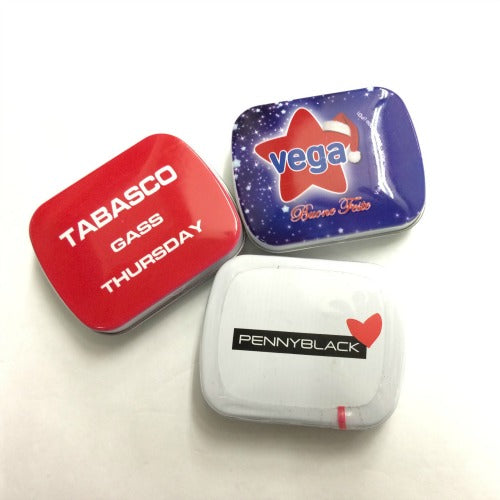 TABASCO
GASS
THURSDAY
vega
Buone Feste
PENNYBLACK